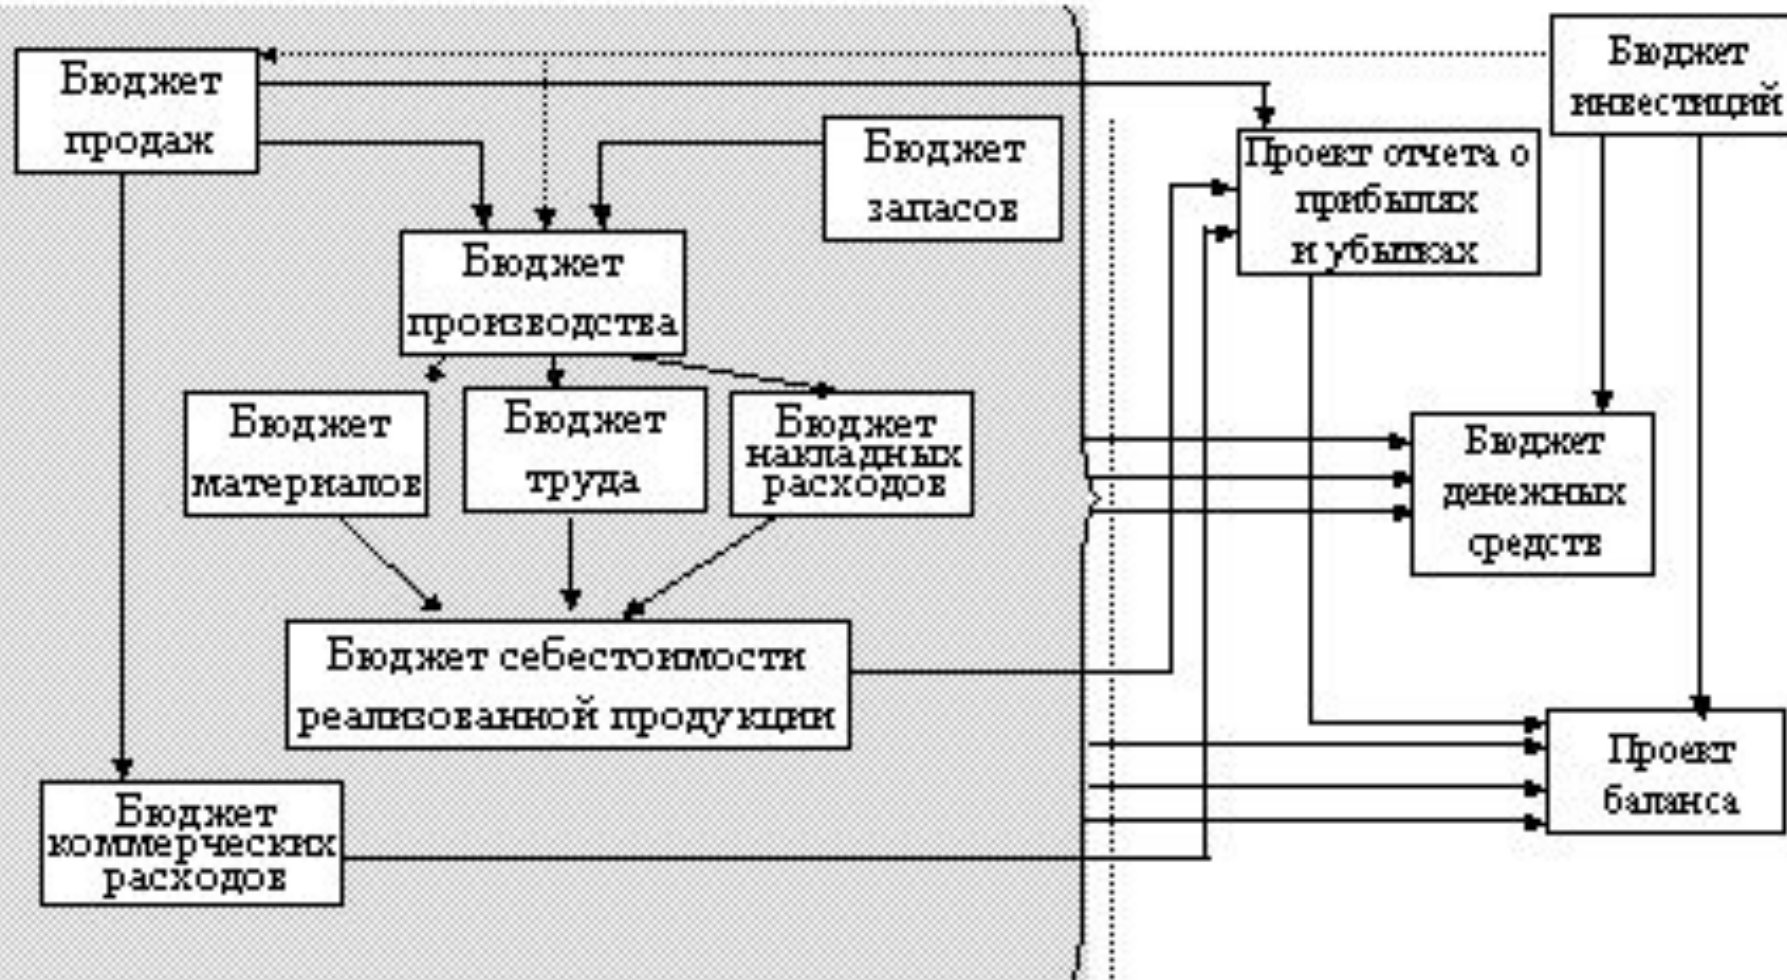 Бюджет
продаж
Бюджет
инвестиций
Бюджет
запасов
Проект отчета о
прибылях
и убытках
Бюджет
производства
Бюджет
материалов
Бюджет
труда
Бюджет
накладных
расходов
Бюджет
денежных
средств
Бюджет себестоимости
реализованной продукции
Проект
баланса
Бюджет
коммерческих
расходов